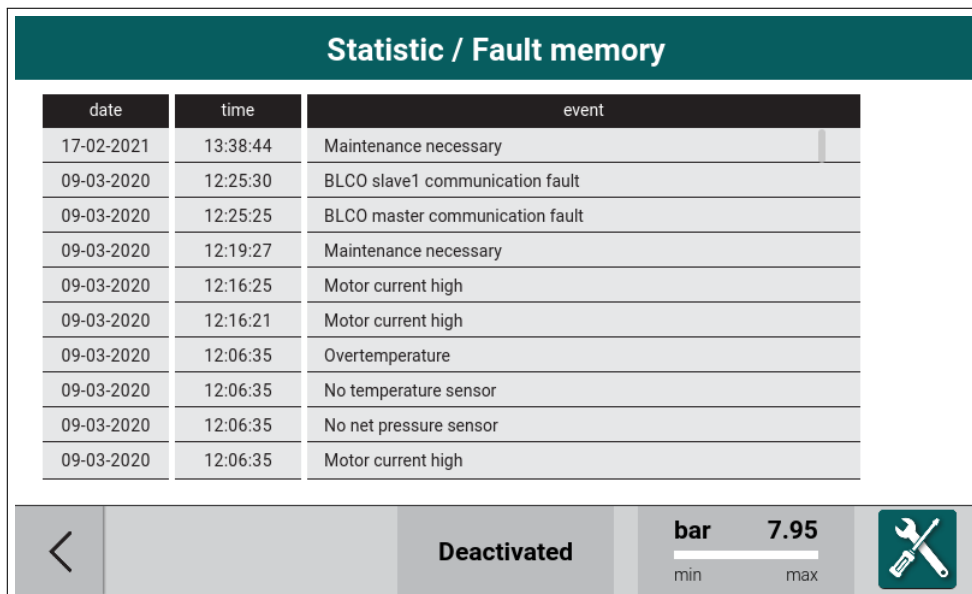 Statistic / Fault memory
date time event
17-02-2021 13:38:44 Maintenance necessary
09-03-2020 12:25:30 BLCO slave1 communication fault
09-03-2020 12:25:25 BLCO master communication fault
09-03-2020 12:19:27 Maintenance necessary
09-03-2020 12:16:25 Motor current high
09-03-2020 12:16:21 Motor current high
09-03-2020 12:06:35 Overtemperature
09-03-2020 12:06:35 No temperature sensor
09-03-2020 12:06:35 No net pressure sensor
09-03-2020 12:06:35 Motor current high
Deactivated
bar 7.95
min max